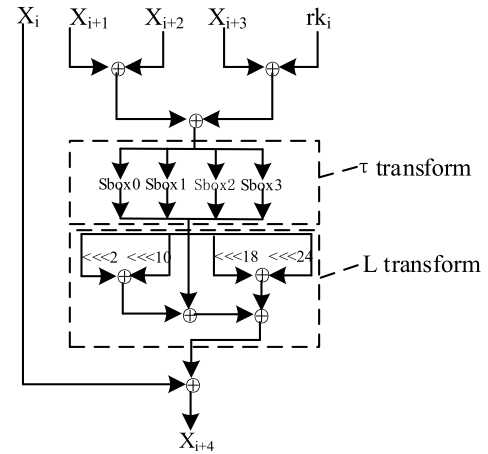 Xi Xi+1 Xi+2 Xi+3 rki
Sbox0 Sbox1 Sbox2 Sbox3
τ transform
<<<2 <<<10 <<<18 <<<24
L transform
Xi+4